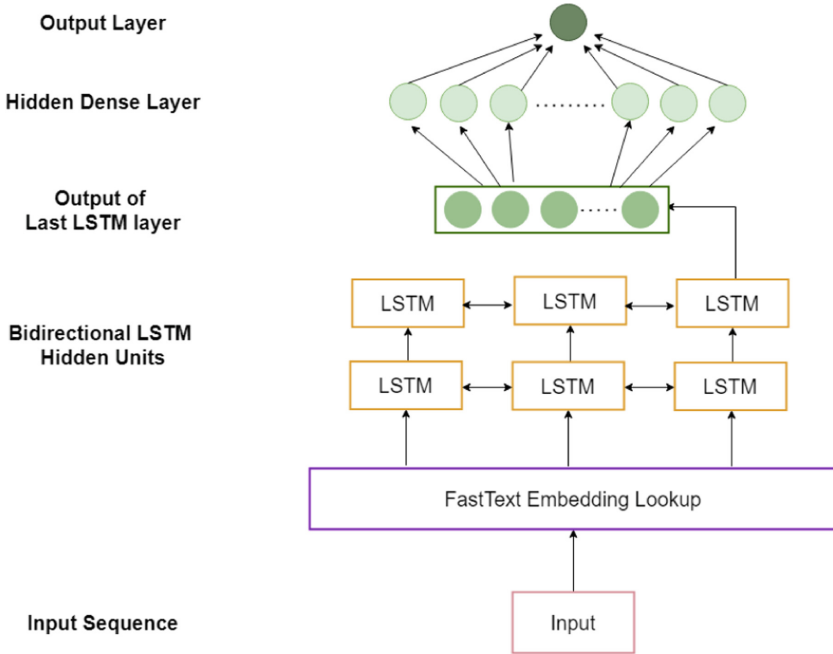 Output Layer
Hidden Dense Layer
Output of
Last LSTM layer
LSTM LSTM LSTM
Bidirectional LSTM
Hidden Units
LSTM LSTM LSTM
FastText Embedding Lookup
Input Sequence
Input